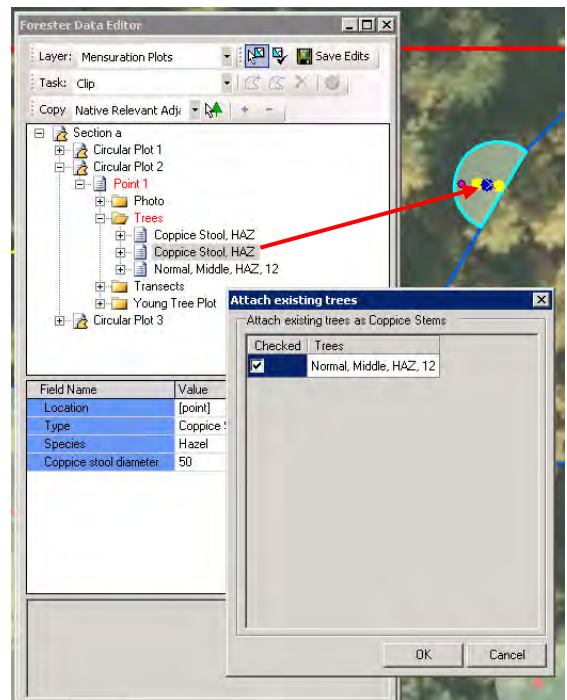 Forester Data Editor
Layer: Mensuration Plots Save Edits
Task: Clip
Copy Native Relevant Adja
Section a
Circular Plot 1
Circular Plot 2
Point 1
Photo
Trees
Coppice Stool, HAZ
Coppice Stool, HAZ
Normal, Middle, HAZ, 12
Transects
Young Tree Plot
Circular Plot 3
Attach existing trees
Attach existing trees as Coppice Stems
Checked Trees
Normal, Middle, HAZ, 12
Field Name Value
Location [point]
Type Coppice
Species Hazel
Coppice stool diameter 50
OK Cancel